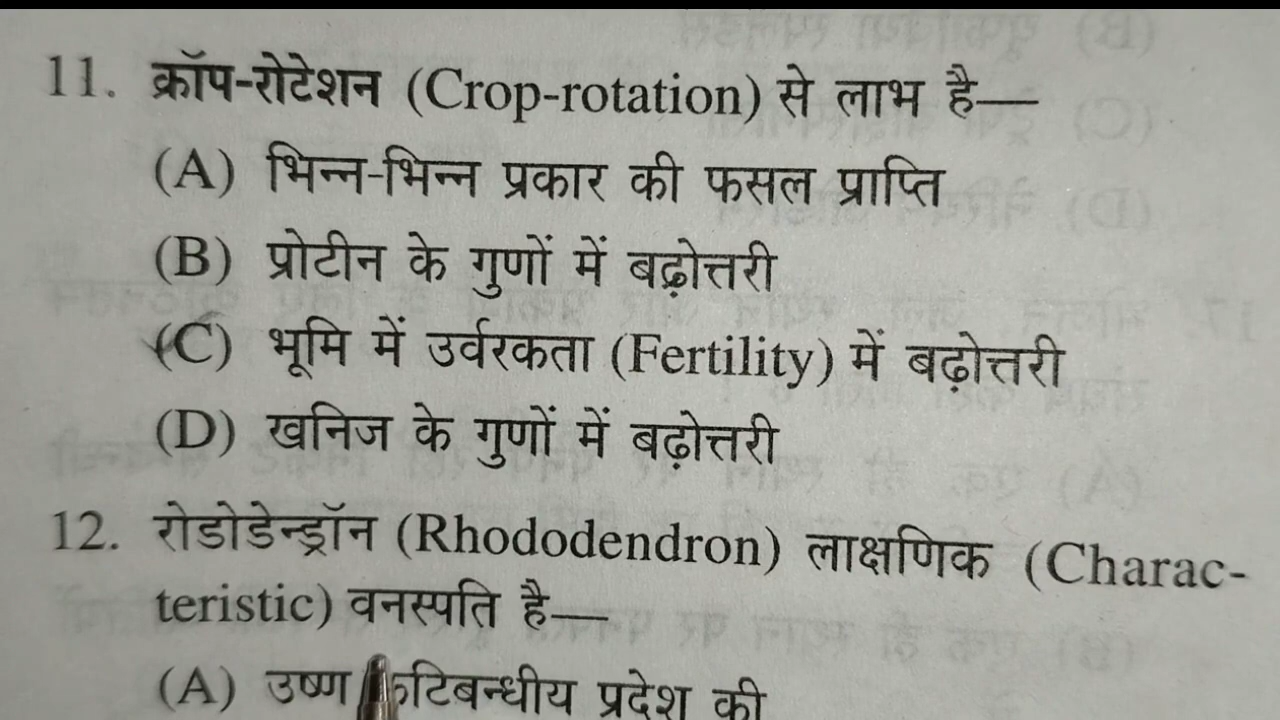 11. क्रॉप-रोटेशन (Crop-rotation) से लाभ है—
(A) भिन्न-भिन्न प्रकार की फसल प्राप्ति
(B) प्रोटीन के गुणों में बढ़ोत्तरी
(C) भूमि में उर्वरकता (Fertility) में बढ़ोत्तरी
(D) खनिज के गुणों में बढ़ोत्तरी
12. रोडोडेन्ड्रॉन (Rhododendron) लाक्षणिक (Charac-
teristic) वनस्पति है—
(A) उष्ण कटिबन्धीय प्रदेश की